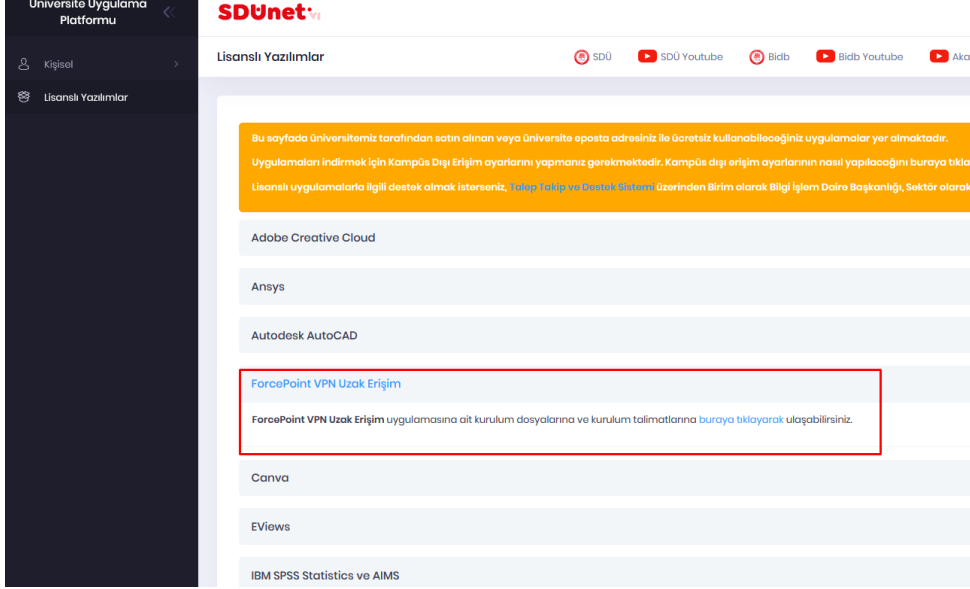 Üniversite Uygulama
Platformu
SDÜnet V1
Kişisel
Lisanslı Yazılımlar
Lisanslı Yazılımlar
SDÜ
SDÜ Youtube
Bidb
Bidb Youtube
Aka
Bu sayfada üniversitemiz tarafından satın alınan veya üniversite eposta adresiniz ile ücretsiz kullanabileceğiniz uygulamalar yer almaktadır.
Uygulamaları indirmek için Kampüs Dışı Erişim ayarlarını yapmanız gerekmektedir. Kampüs dışı erişim ayarlarının nasıl yapılacağını buraya tıkla
Lisanslı uygulamalarla ilgili destek almak isterseniz, Talep Takip ve Destek Sistemi üzerinden Birim olarak Bilgi İşlem Daire Başkanlığı, Sektör olarak
Adobe Creative Cloud
Ansys
Autodesk AutoCAD
ForcePoint VPN Uzak Erişim
ForcePoint VPN Uzak Erişim uygulamasına ait kurulum dosyalarına ve kurulum talimatlarına buraya tıklayarak ulaşabilirsiniz.
Canva
EViews
IBM SPSS Statistics ve AIMS